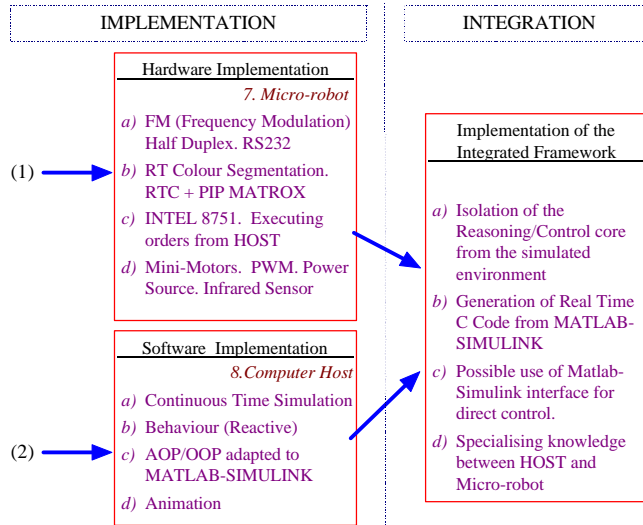 IMPLEMENTATION
INTEGRATION
Hardware Implementation
7. Micro-robot
a) FM (Frequency Modulation)
Half Duplex. RS232
b) RT Colour Segmentation.
RTC + PIP MATROX
c) INTEL 8751. Executing
orders from HOST
d) Mini-Motors. PWM. Power
Source. Infrared Sensor
(1)
Software Implementation
8.Computer Host
a) Continuous Time Simulation
b) Behaviour (Reactive)
c) AOP/OOP adapted to
MATLAB-SIMULINK
d) Animation
(2)
Implementation of the
Integrated Framework
a) Isolation of the
Reasoning/Control core
from the simulated
environment
b) Generation of Real Time
C Code from MATLAB-
SIMULINK
c) Possible use of Matlab-
Simulink interface for
direct control.
d) Specialising knowledge
between HOST and
Micro-robot